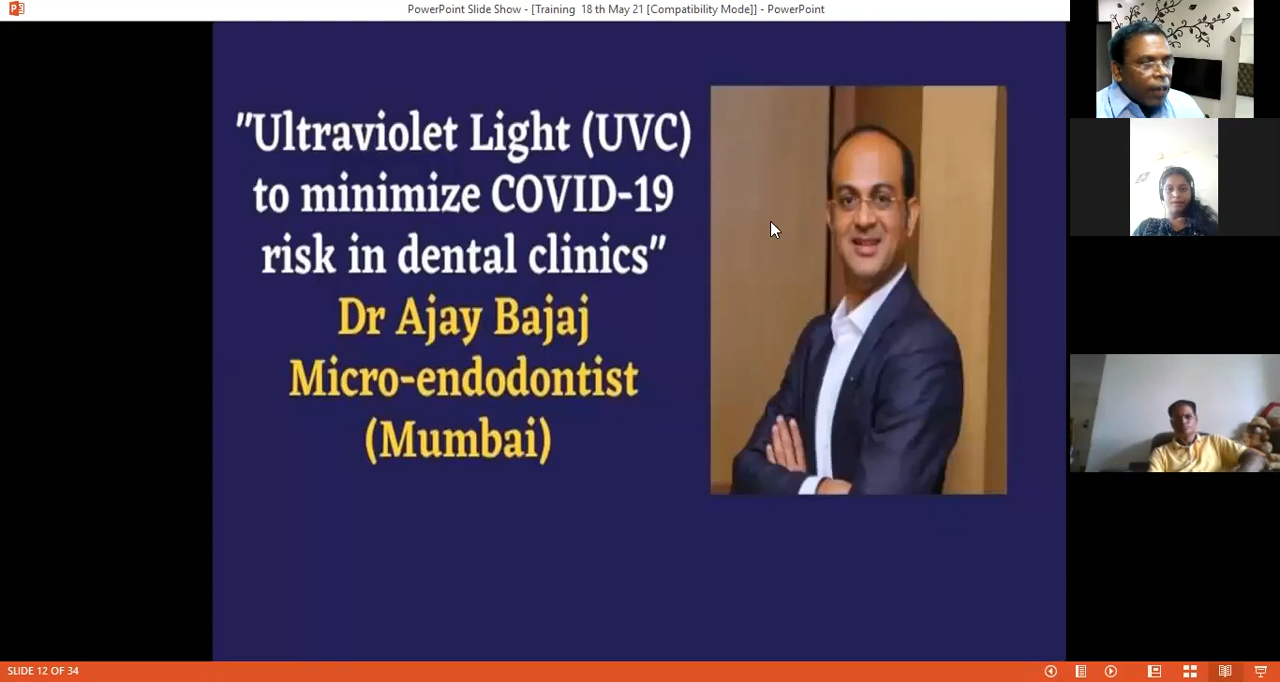 PowerPoint Slide Show - [Training  18 th May 21 [Compatibility Mode]] - PowerPoint
"Ultraviolet Light (UVC)
to minimize COVID-19
risk in dental clinics"
Dr Ajay Bajaj
Micro-endodontist
(Mumbai)
SLIDE 12 OF 34